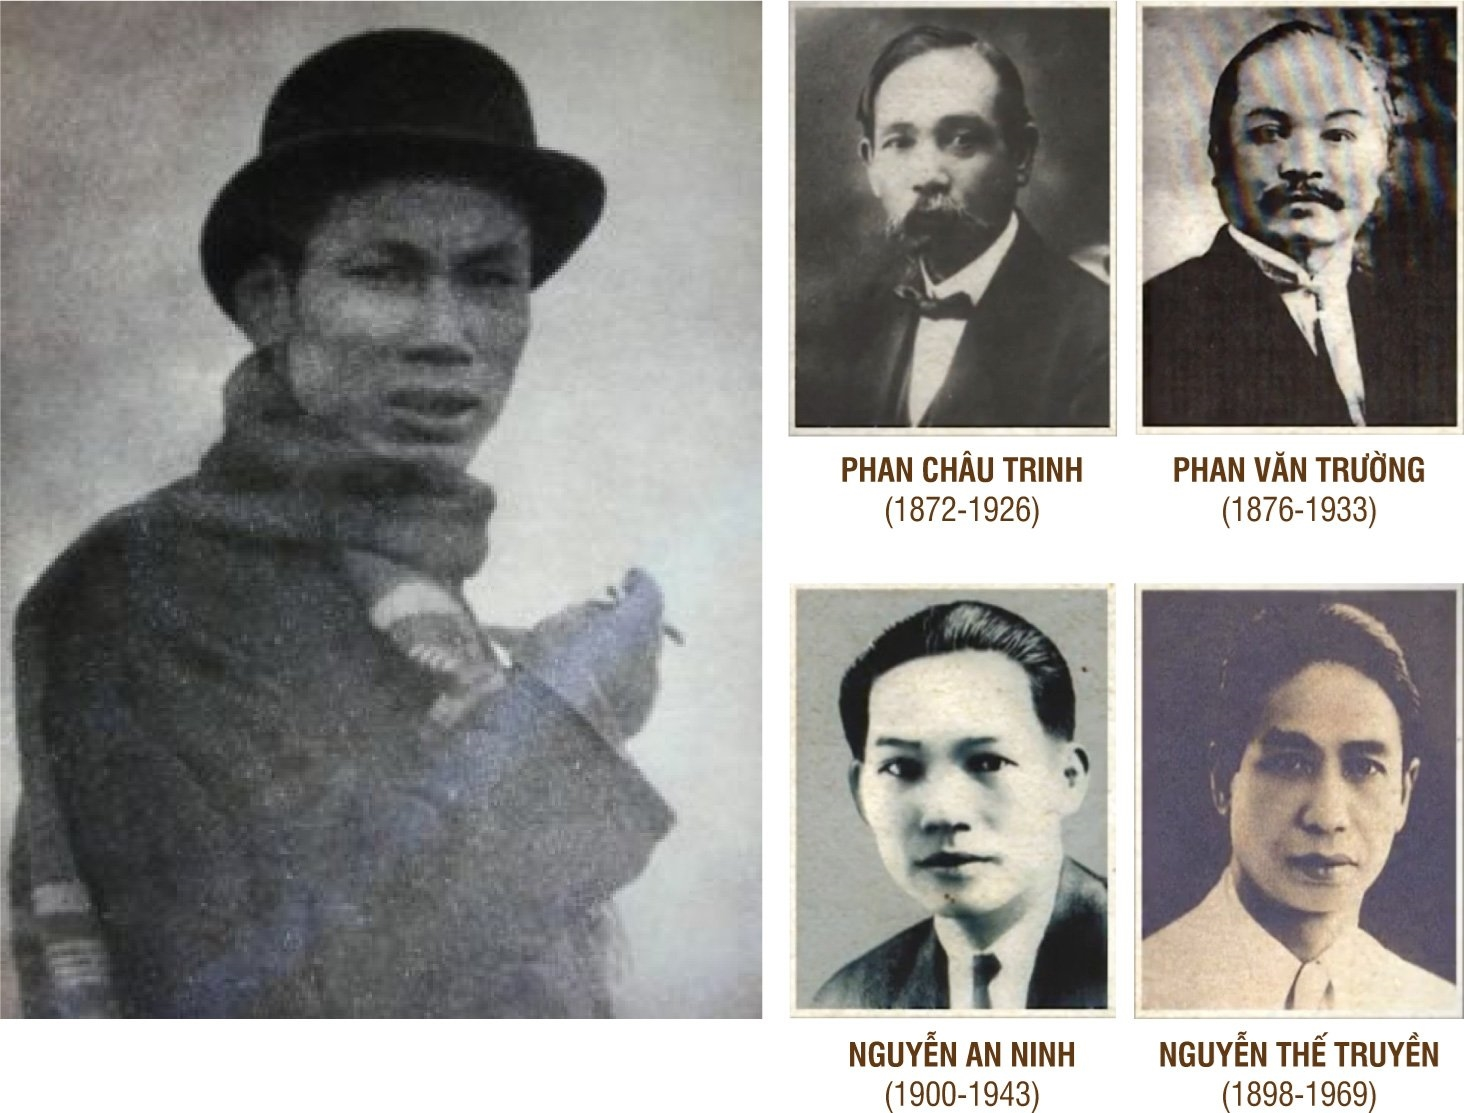 PHAN CHÂU TRINH
(1872-1926)
PHAN VĂN TRƯỜNG
(1876-1933)
NGUYỄN AN NINH
(1900-1943)
NGUYỄN THẾ TRUYỀN
(1898-1969)